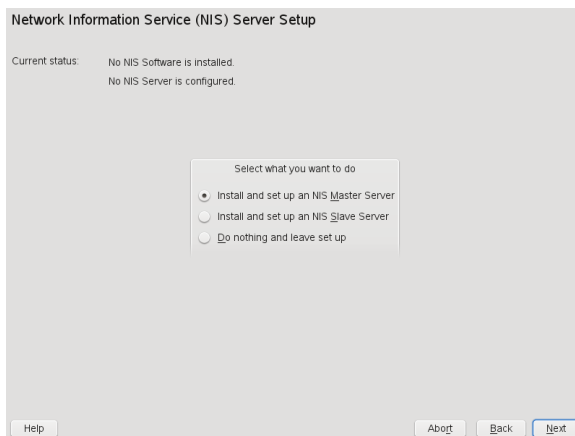 Network Information Service (NIS) Server Setup
Current status: No NIS Software is installed.
No NIS Server is configured.
Select what you want to do
Install and set up an NIS Master Server
Install and set up an NIS Slave Server
Do nothing and leave set up
Help Abort Back Next